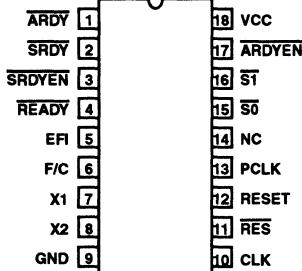 ARDY 1 18 VCC
SRDY 2 17 ARDYEN
SRDYEN 3 16 S1
READY 4 15 S0
EFI 5 14 NC
F/C 6 13 PCLK
X1 7 12 RESET
X2 8 11 RES
GND 9 10 CLK